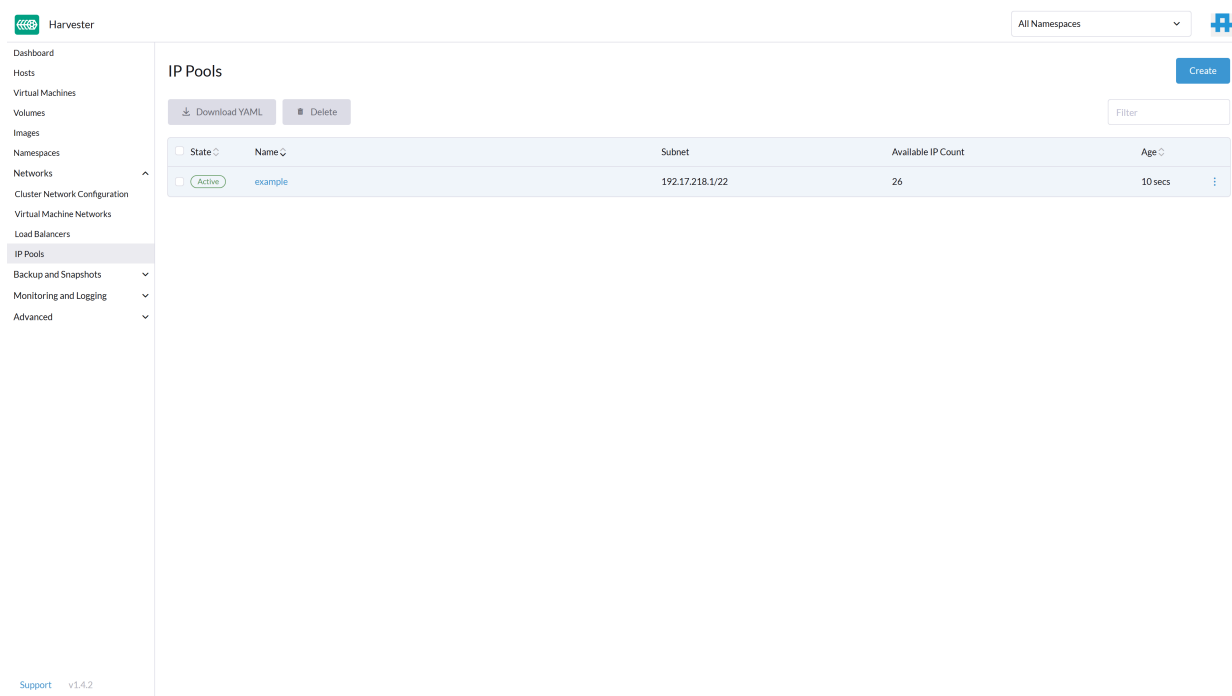 Harvester
All Namespaces
Dashboard
Hosts
Virtual Machines
Volumes
Images
Namespaces
Networks
Cluster Network Configuration
Virtual Machine Networks
Load Balancers
IP Pools
Backup and Snapshots
Monitoring and Logging
Advanced
IP Pools
Create
Download YAML Delete
Filter
State Name Subnet Available IP Count Age
Active example 192.17.218.1/22 26 10 secs
Support v1.4.2